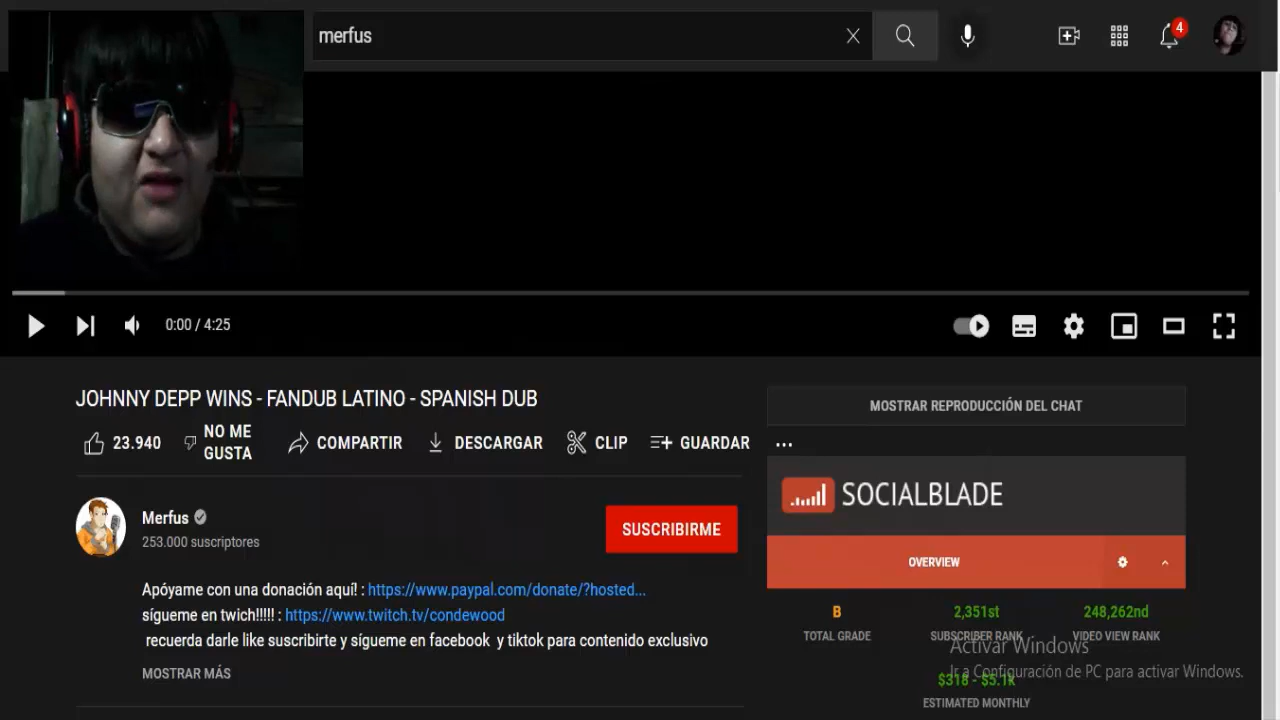 merfus
4
0:00 / 4:25
JOHNNY DEPP WINS - FANDUB LATINO - SPANISH DUB
23.940
NO ME
GUSTA
COMPARTIR
DESCARGAR
CLIP
GUARDAR
MOSTRAR REPRODUCCIÓN DEL CHAT
...
SOCIALBLADE
OVERVIEW
B
TOTAL GRADE
2,351st
SUBSCRIBER RANK
248,262nd
VIDEO VIEW RANK
$318 - $5.1k
ESTIMATED MONTHLY
Merfus
253.000 suscriptores
SUSCRIBIRME
Apóyame con una donación aquí! : https://www.paypal.com/donate/?hosted...
sígueme en twich!!!!! : https://www.twitch.tv/condewood
recuerda darle like suscribirte y sígueme en facebook y tiktok para contenido exclusivo
MOSTRAR MÁS
Activar Windows
Ir a Configuración de PC para activar Windows.